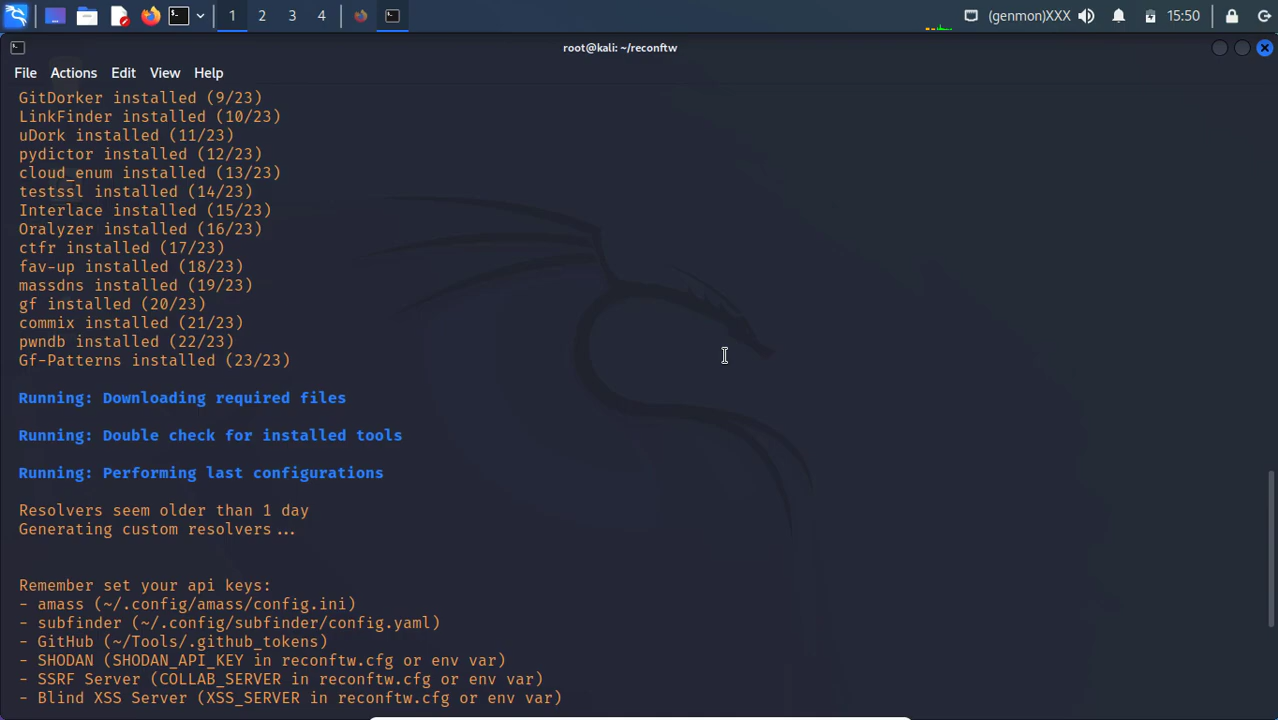 1 2 3 4 (genmon)XXX 15:50
root@kali: ~/reconftw
File Actions Edit View Help
GitDorker installed (9/23)
LinkFinder installed (10/23)
uDork installed (11/23)
pydictor installed (12/23)
cloud_enum installed (13/23)
testssl installed (14/23)
Interlace installed (15/23)
Oralyzer installed (16/23)
ctfr installed (17/23)
fav-up installed (18/23)
massdns installed (19/23)
gf installed (20/23)
commix installed (21/23)
pwndb installed (22/23)
Gf-Patterns installed (23/23)
Running: Downloading required files
Running: Double check for installed tools
Running: Performing last configurations
Resolvers seem older than 1 day
Generating custom resolvers...
Remember set your api keys:
- amass (~/.config/amass/config.ini)
- subfinder (~/.config/subfinder/config.yaml)
- GitHub (~/Tools/.github_tokens)
- SHODAN (SHODAN_API_KEY in reconftw.cfg or env var)
- SSRF Server (COLLAB_SERVER in reconftw.cfg or env var)
- Blind XSS Server (XSS_SERVER in reconftw.cfg or env var)